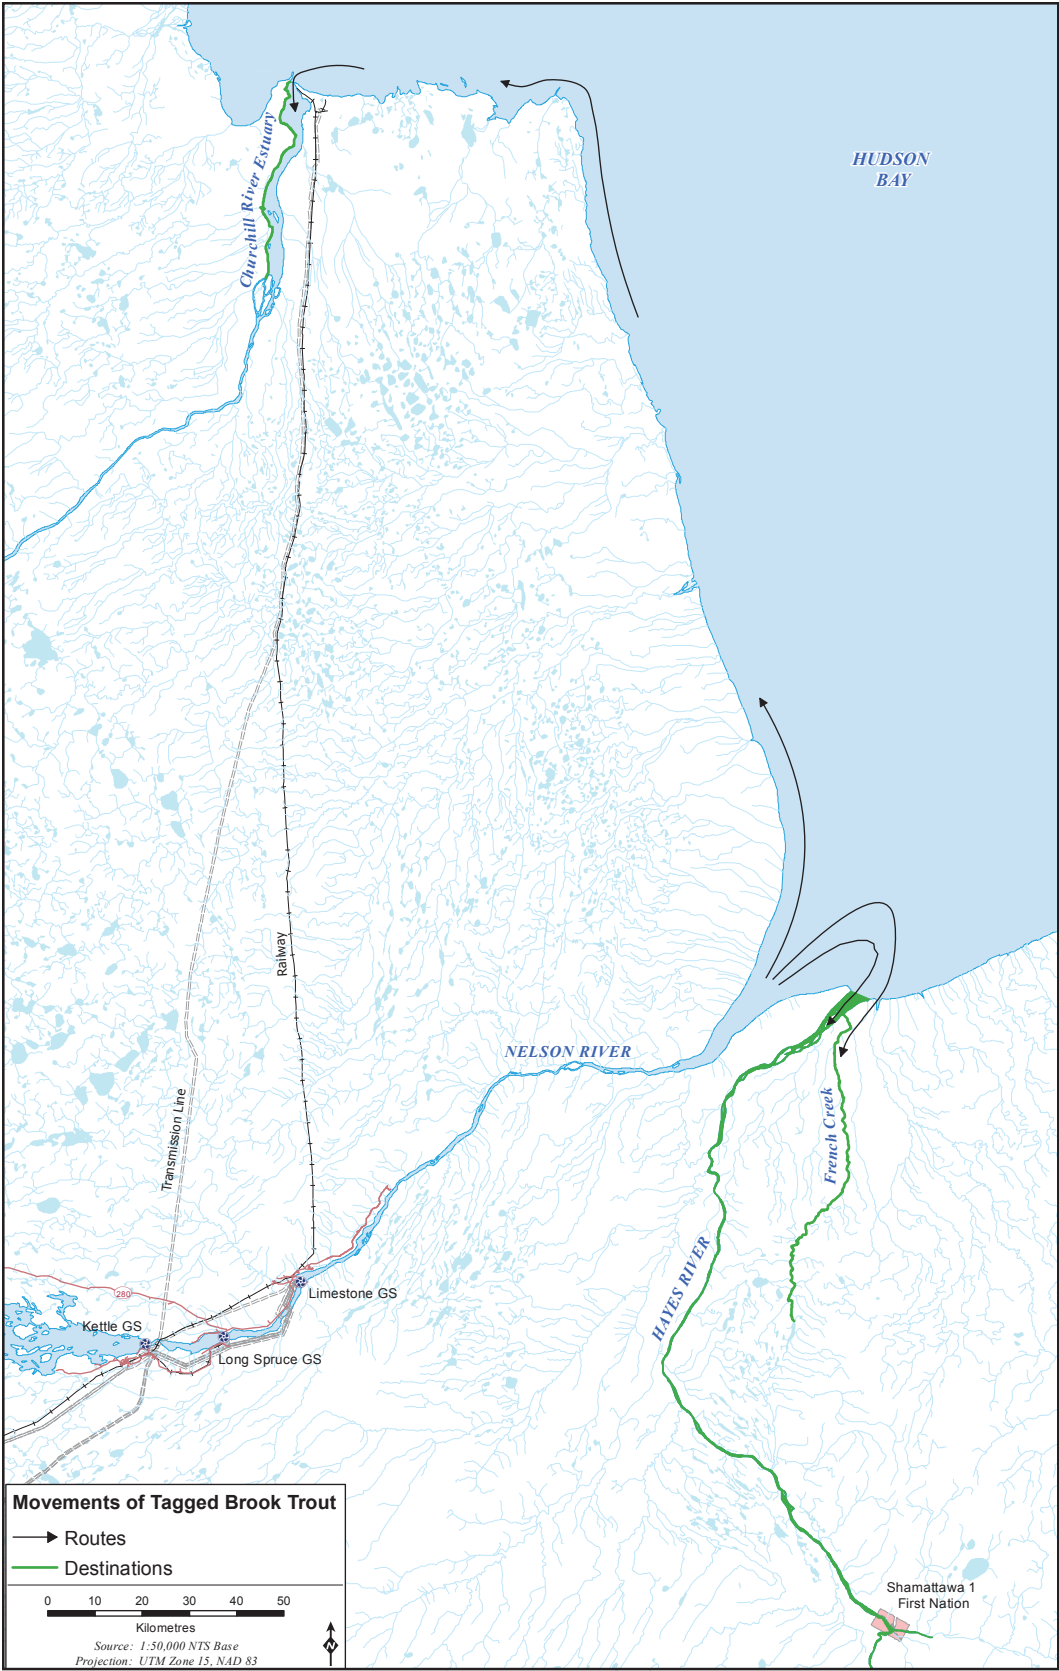 HUDSON
BAY
Churchill River Estuary
Railway
NELSON RIVER
Transmission Line
French Creek
HAYES RIVER
280
Limestone GS
Kettle GS
Long Spruce GS
Movements of Tagged Brook Trout
Routes
Destinations
0 10 20 30 40 50
Kilometres
N
Source: 1:50,000 NTS Base
Projection: UTM Zone 15, NAD 83
Shamattawa 1
First Nation